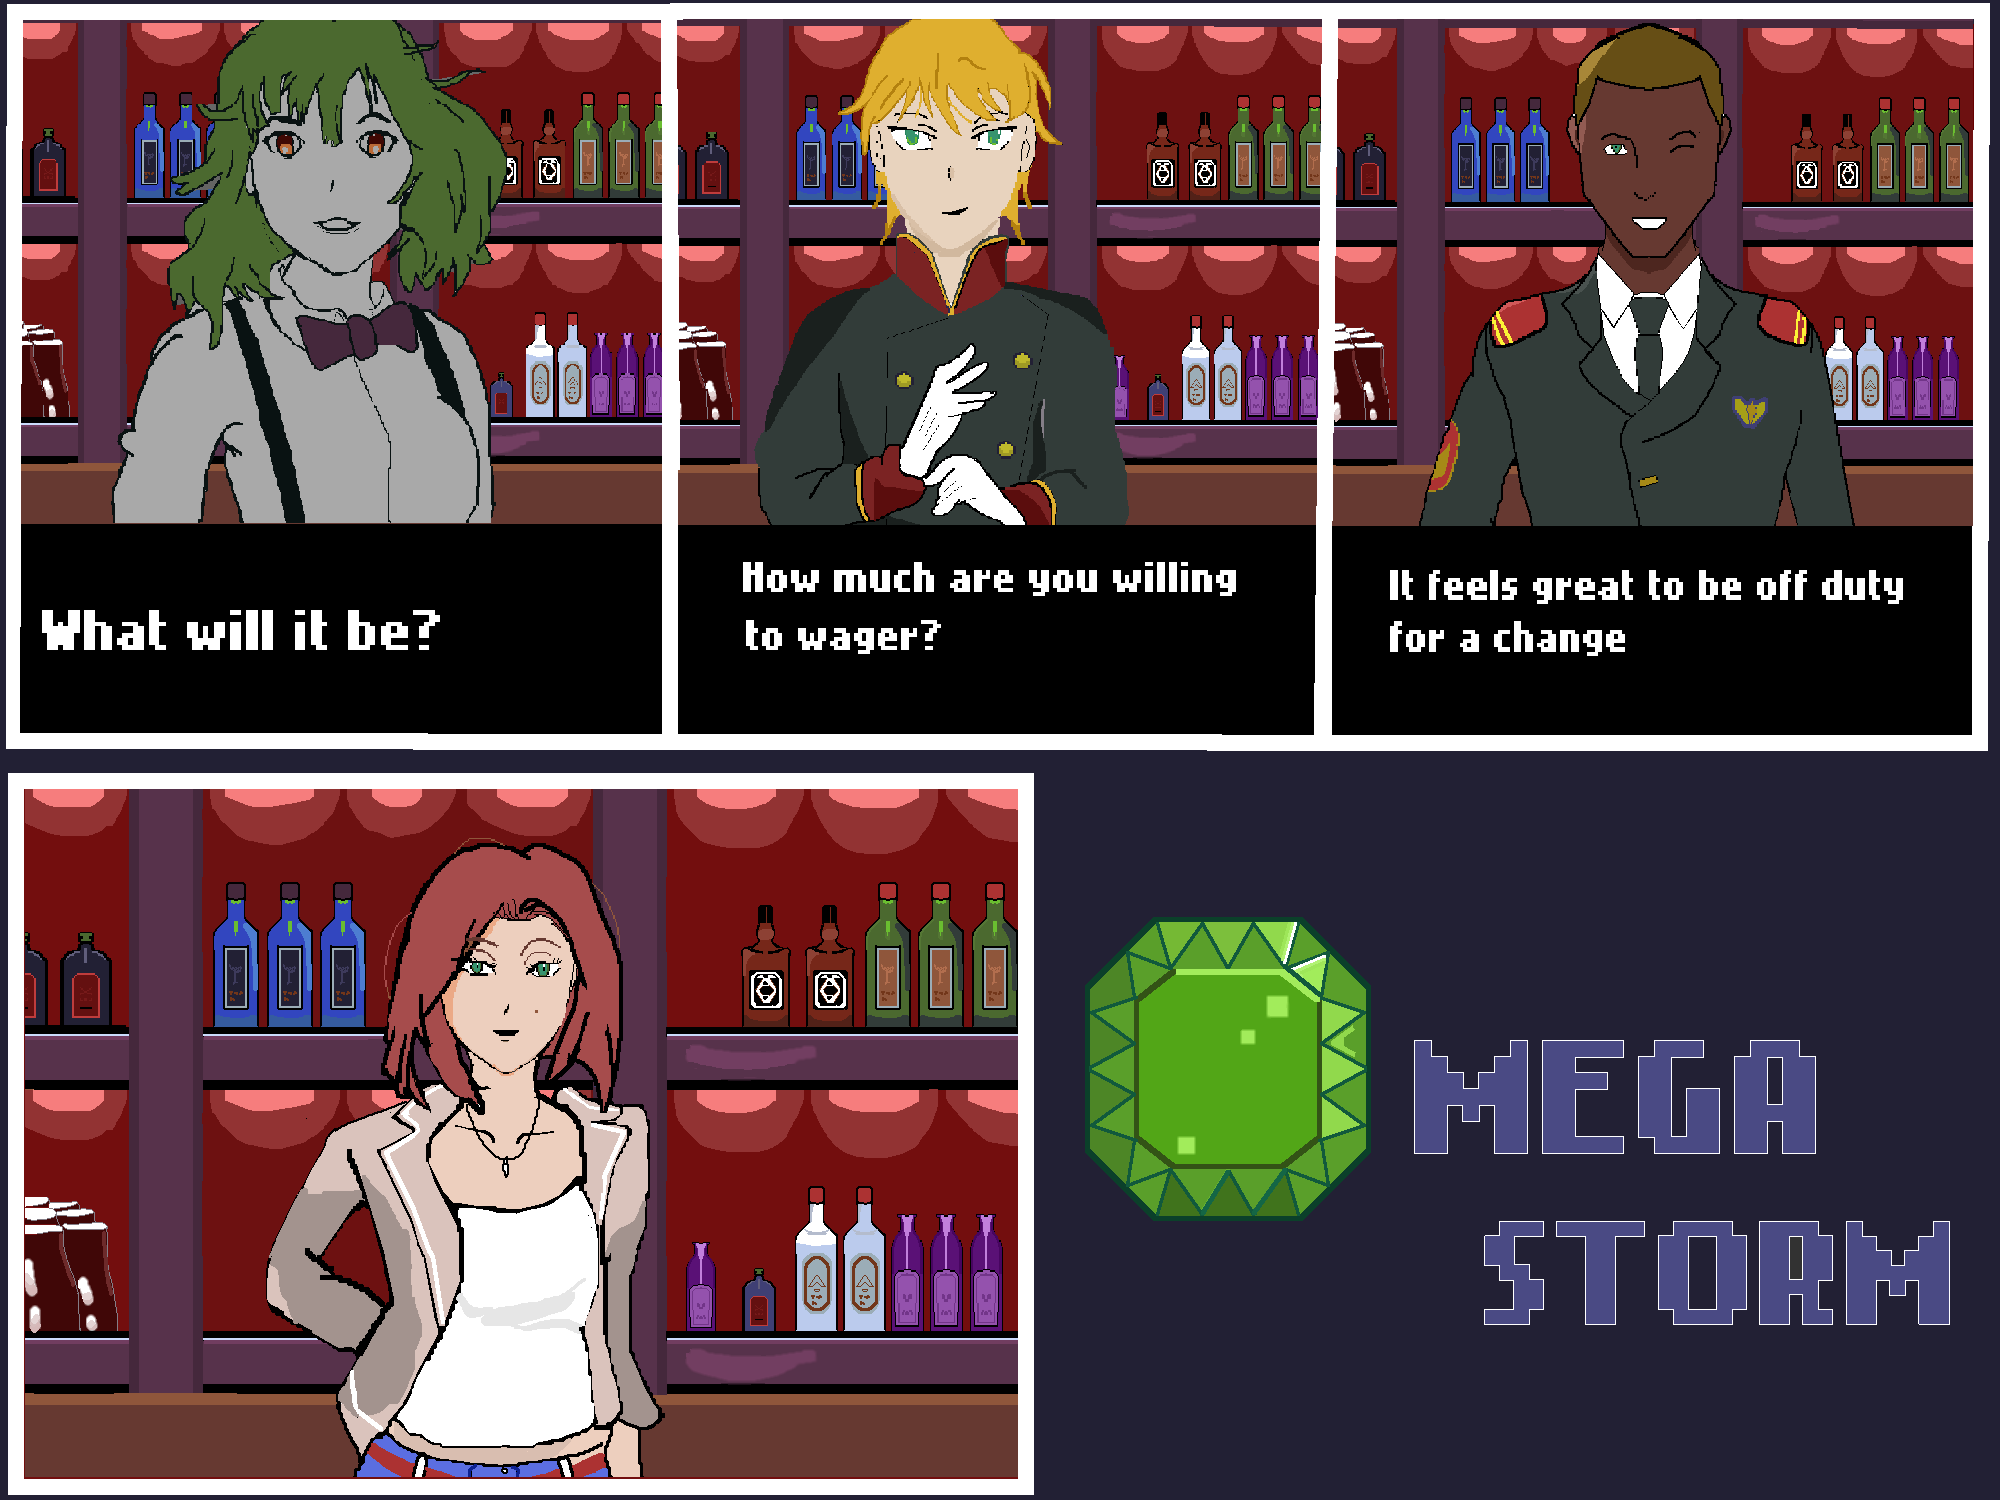 What will it be?
How much are you willing
to wager?
It feels great to be off duty
for a change
MEGA
STORM